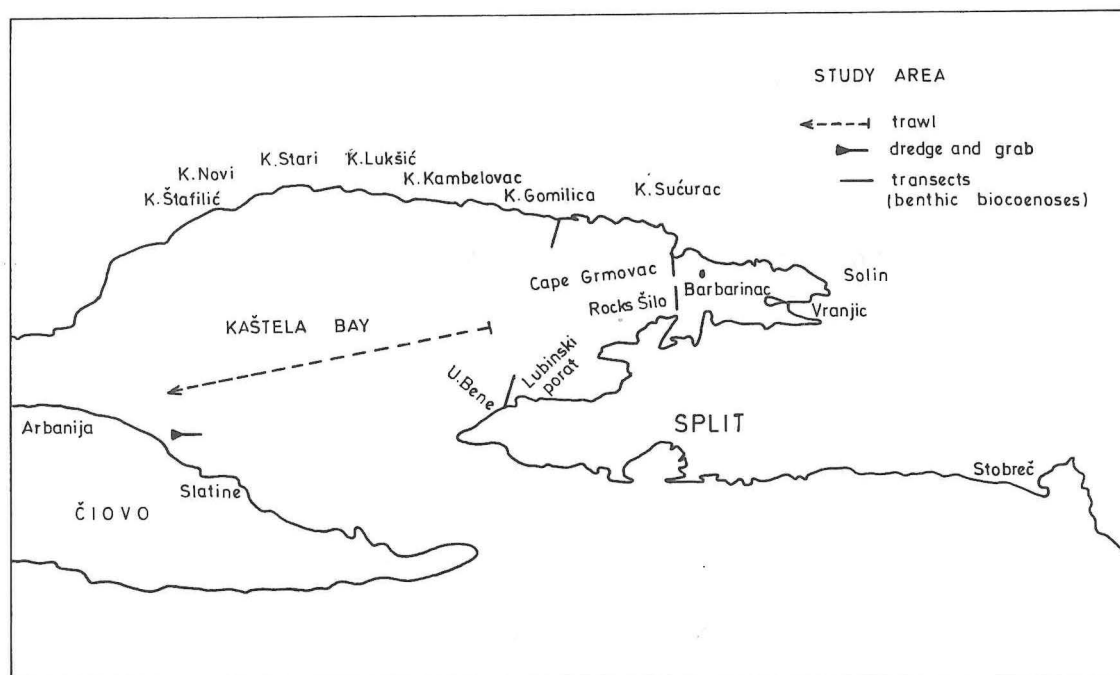 STUDY AREA
trawl
dredge and grab
transects
(benthic biocoenoses)
K.Stari
K.Lukšić
K.Novi
K.Kambelovac
K.Štafilić
K.Gomilica
K.Sućurac
Cape Grmovac
Solin
Barbarinac
Rocks Šilo
Vranjic
KAŠTELA BAY
Lubinski
porat
U.Bene
Arbanija
SPLIT
Stobreč
Slatine
ČIOVO